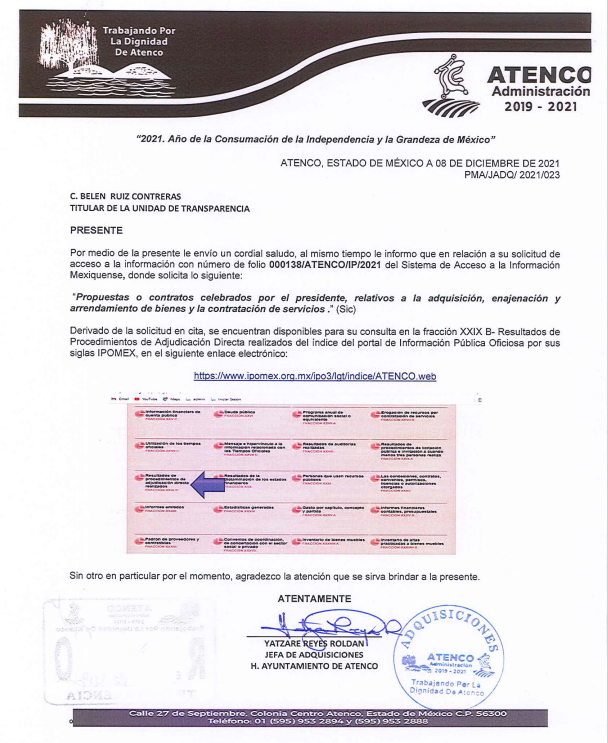 Trabajando Por
La Dignidad
De Atenco
ATENCO
Administración
2019 - 2021
"2021. Año de la Consumación de la Independencia y la Grandeza de México"
ATENCO, ESTADO DE MÉXICO A 08 DE DICIEMBRE DE 2021
PMA/JADQ/ 2021/023
C. BELEN RUIZ CONTRERAS
TITULAR DE LA UNIDAD DE TRANSPARENCIA
PRESENTE
Por medio de la presente le envío un cordial saludo, al mismo tiempo le informo que en relación a su solicitud de
acceso a la información con número de folio 000138/ATENCO/IP/2021 del Sistema de Acceso a la Información
Mexiquense, donde solicita lo siguiente:
"Propuestas o contratos celebrados por el presidente, relativos a la adquisición, enajenación y
arrendamiento de bienes y la contratación de servicios ." (Sic)
Derivado de la solicitud en cita, se encuentran disponibles para su consulta en la fracción XXIX B- Resultados de
Procedimientos de Adjudicación Directa realizados del índice del portal de Información Pública Oficiosa por sus
siglas IPOMEX, en el siguiente enlace electrónico:
https://www.ipomex.org.mx/ipo3/lgt/indice/ATENCO.web
Gmail YouTube Maps admin Iniciar Sesión
Información financiera de
cuenta pública
Deuda pública
Programa anual de
comunicación social o
equivalente
Erogación de recursos por
contratación de servicios
Utilización de los tiempos
oficiales
Mensaje e hipervínculo a la
información relacionada con
los Tiempos Oficiales
Resultados de auditorías
realizadas
Resultados de
procedimientos de licitación
pública e invitación a cuando
menos tres personas realiza
Resultados de
procedimientos de
adjudicación directa
realizados
Resultados de la
dictaminación de los estados
financieros
Personas que usan recursos
públicos
Las concesiones, contratos,
convenios, permisos,
licencias o autorizaciones
otorgados
Informes emitidos
Estadísticas generadas
Gasto por capítulo, concepto
y partida
Informes financieros
contables, presupuestales
Padrón de proveedores y
contratistas
Convenios de coordinación,
de concertación con el sector
social o privado
Inventario de bienes muebles
Inventario de altas
practicadas a bienes muebles
Sin otro en particular por el momento, agradezco la atención que se sirva brindar a la presente.
ATENTAMENTE
YATZARE REYES ROLDAN
JEFA DE ADQUISICIONES
H. AYUNTAMIENTO DE ATENCO
ADQUISICIONES
ATENCO
Administración
2019 - 2021
Trabajando Por La
Dignidad De Atenco
Calle 27 de Septiembre, Colonia Centro Atenco, Estado de México C.P. 56300
Teléfono: 01 (595) 953 2894 y (595) 953 2888